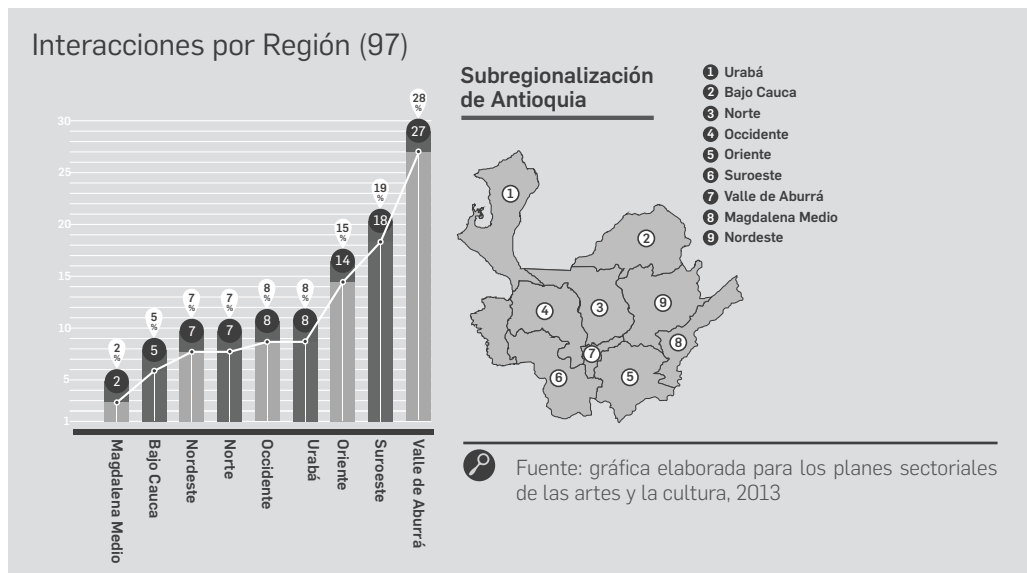 Interacciones por Región (97)
30
25
20
15
10
5
1
2 %
2
5 %
5
7 %
7
7 %
7
8 %
8
8 %
8
15 %
14
19 %
18
28 %
27
Magdalena Medio
Bajo Cauca
Nordeste
Norte
Occidente
Urabá
Oriente
Suroeste
Valle de Aburrá
Subregionalización
de Antioquia
1 Urabá
2 Bajo Cauca
3 Norte
4 Occidente
5 Oriente
6 Suroeste
7 Valle de Aburrá
8 Magdalena Medio
9 Nordeste
1
2
3
4
9
8
7
6
5
Fuente: gráfica elaborada para los planes sectoriales
de las artes y la cultura, 2013